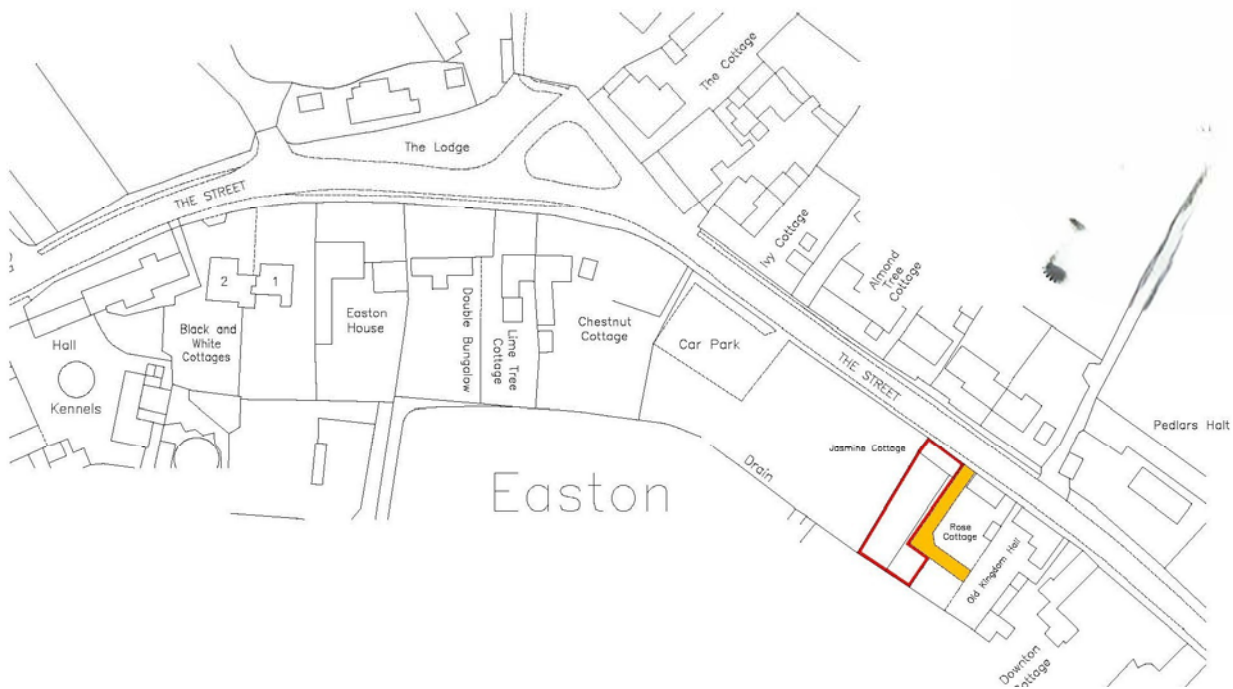 The Cottage
The Lodge
THE STREET
Ivy Cottage
Almond
Tree
Cottage
2
1
Black and
White
Cottages
Easton
House
Double Bungalow
Lime Tree
Cottage
Chestnut
Cottage
Car Park
THE STREET
Hall
Kennels
Pedlars Halt
Jasmine Cottage
Drain
Easton
Rose
Cottage
Old Kingdom Hall
Downton
Cottage